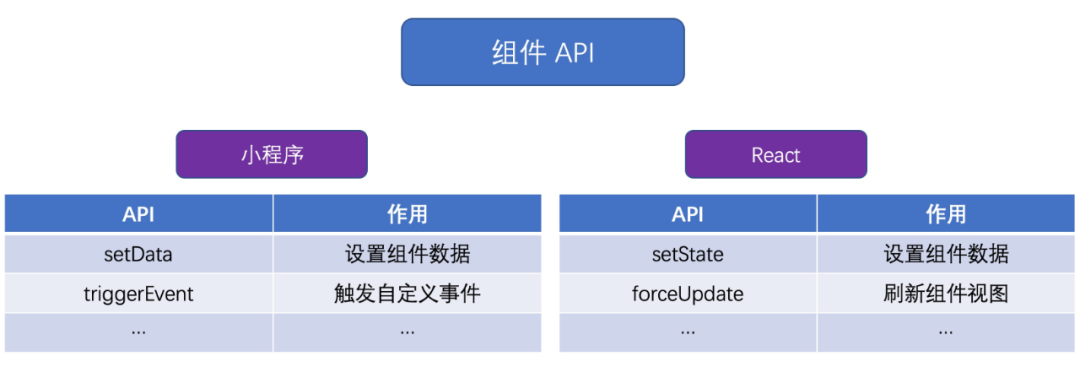 组件 API
小程序
React
API 作用
setData 设置组件数据
triggerEvent 触发自定义事件
... ...
API 作用
setState 设置组件数据
forceUpdate 刷新组件视图
... ...